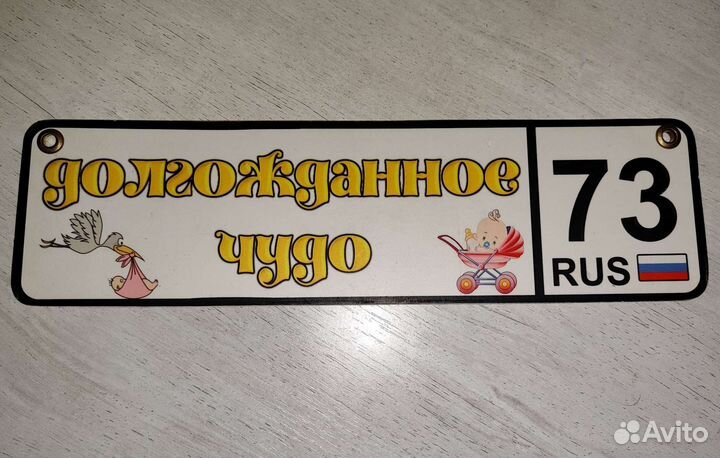 долгожданное
чудо
73
RUS
Avito